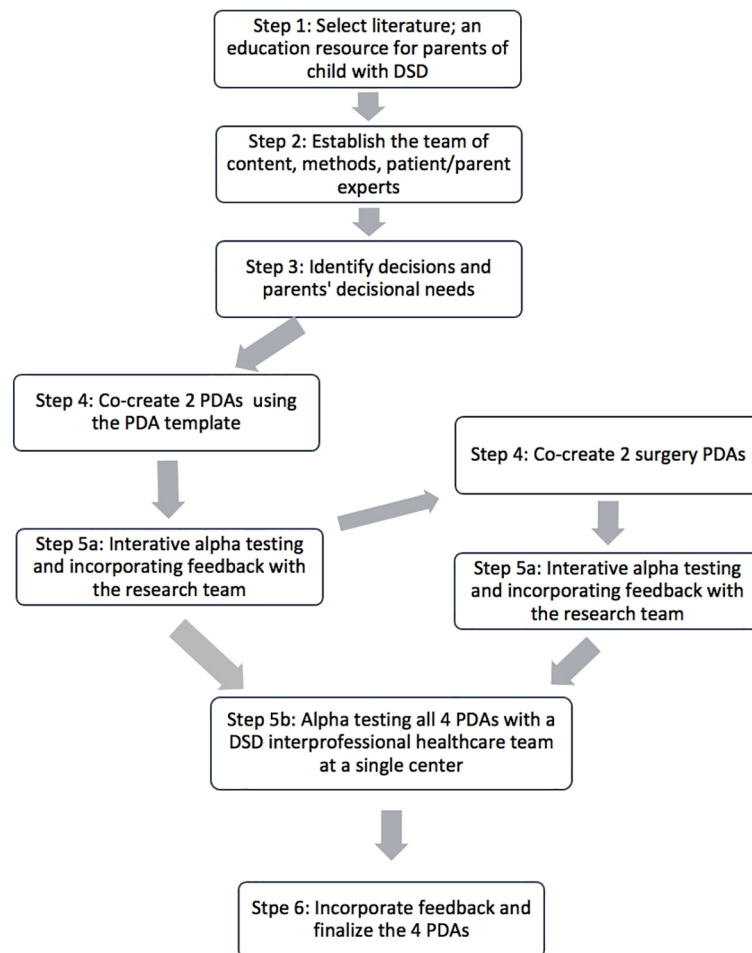 Step 1: Select literature; an
education resource for parents of
child with DSD
Step 2: Establish the team of
content, methods, patient/parent
experts
Step 3: Identify decisions and
parents' decisional needs
Step 4: Co-create 2 PDAs using
the PDA template
Step 4: Co-create 2 surgery PDAs
Step 5a: Interative alpha testing
and incorporating feedback with
the research team
Step 5a: Interative alpha testing
and incorporating feedback with
the research team
Step 5b: Alpha testing all 4 PDAs with a
DSD interprofessional healthcare team
at a single center
Stpe 6: Incorporate feedback and
finalize the 4 PDAs